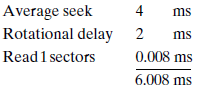 Average seek 4 ms
Rotational delay 2 ms
Read 1 sectors 0.008 ms
6.008 ms